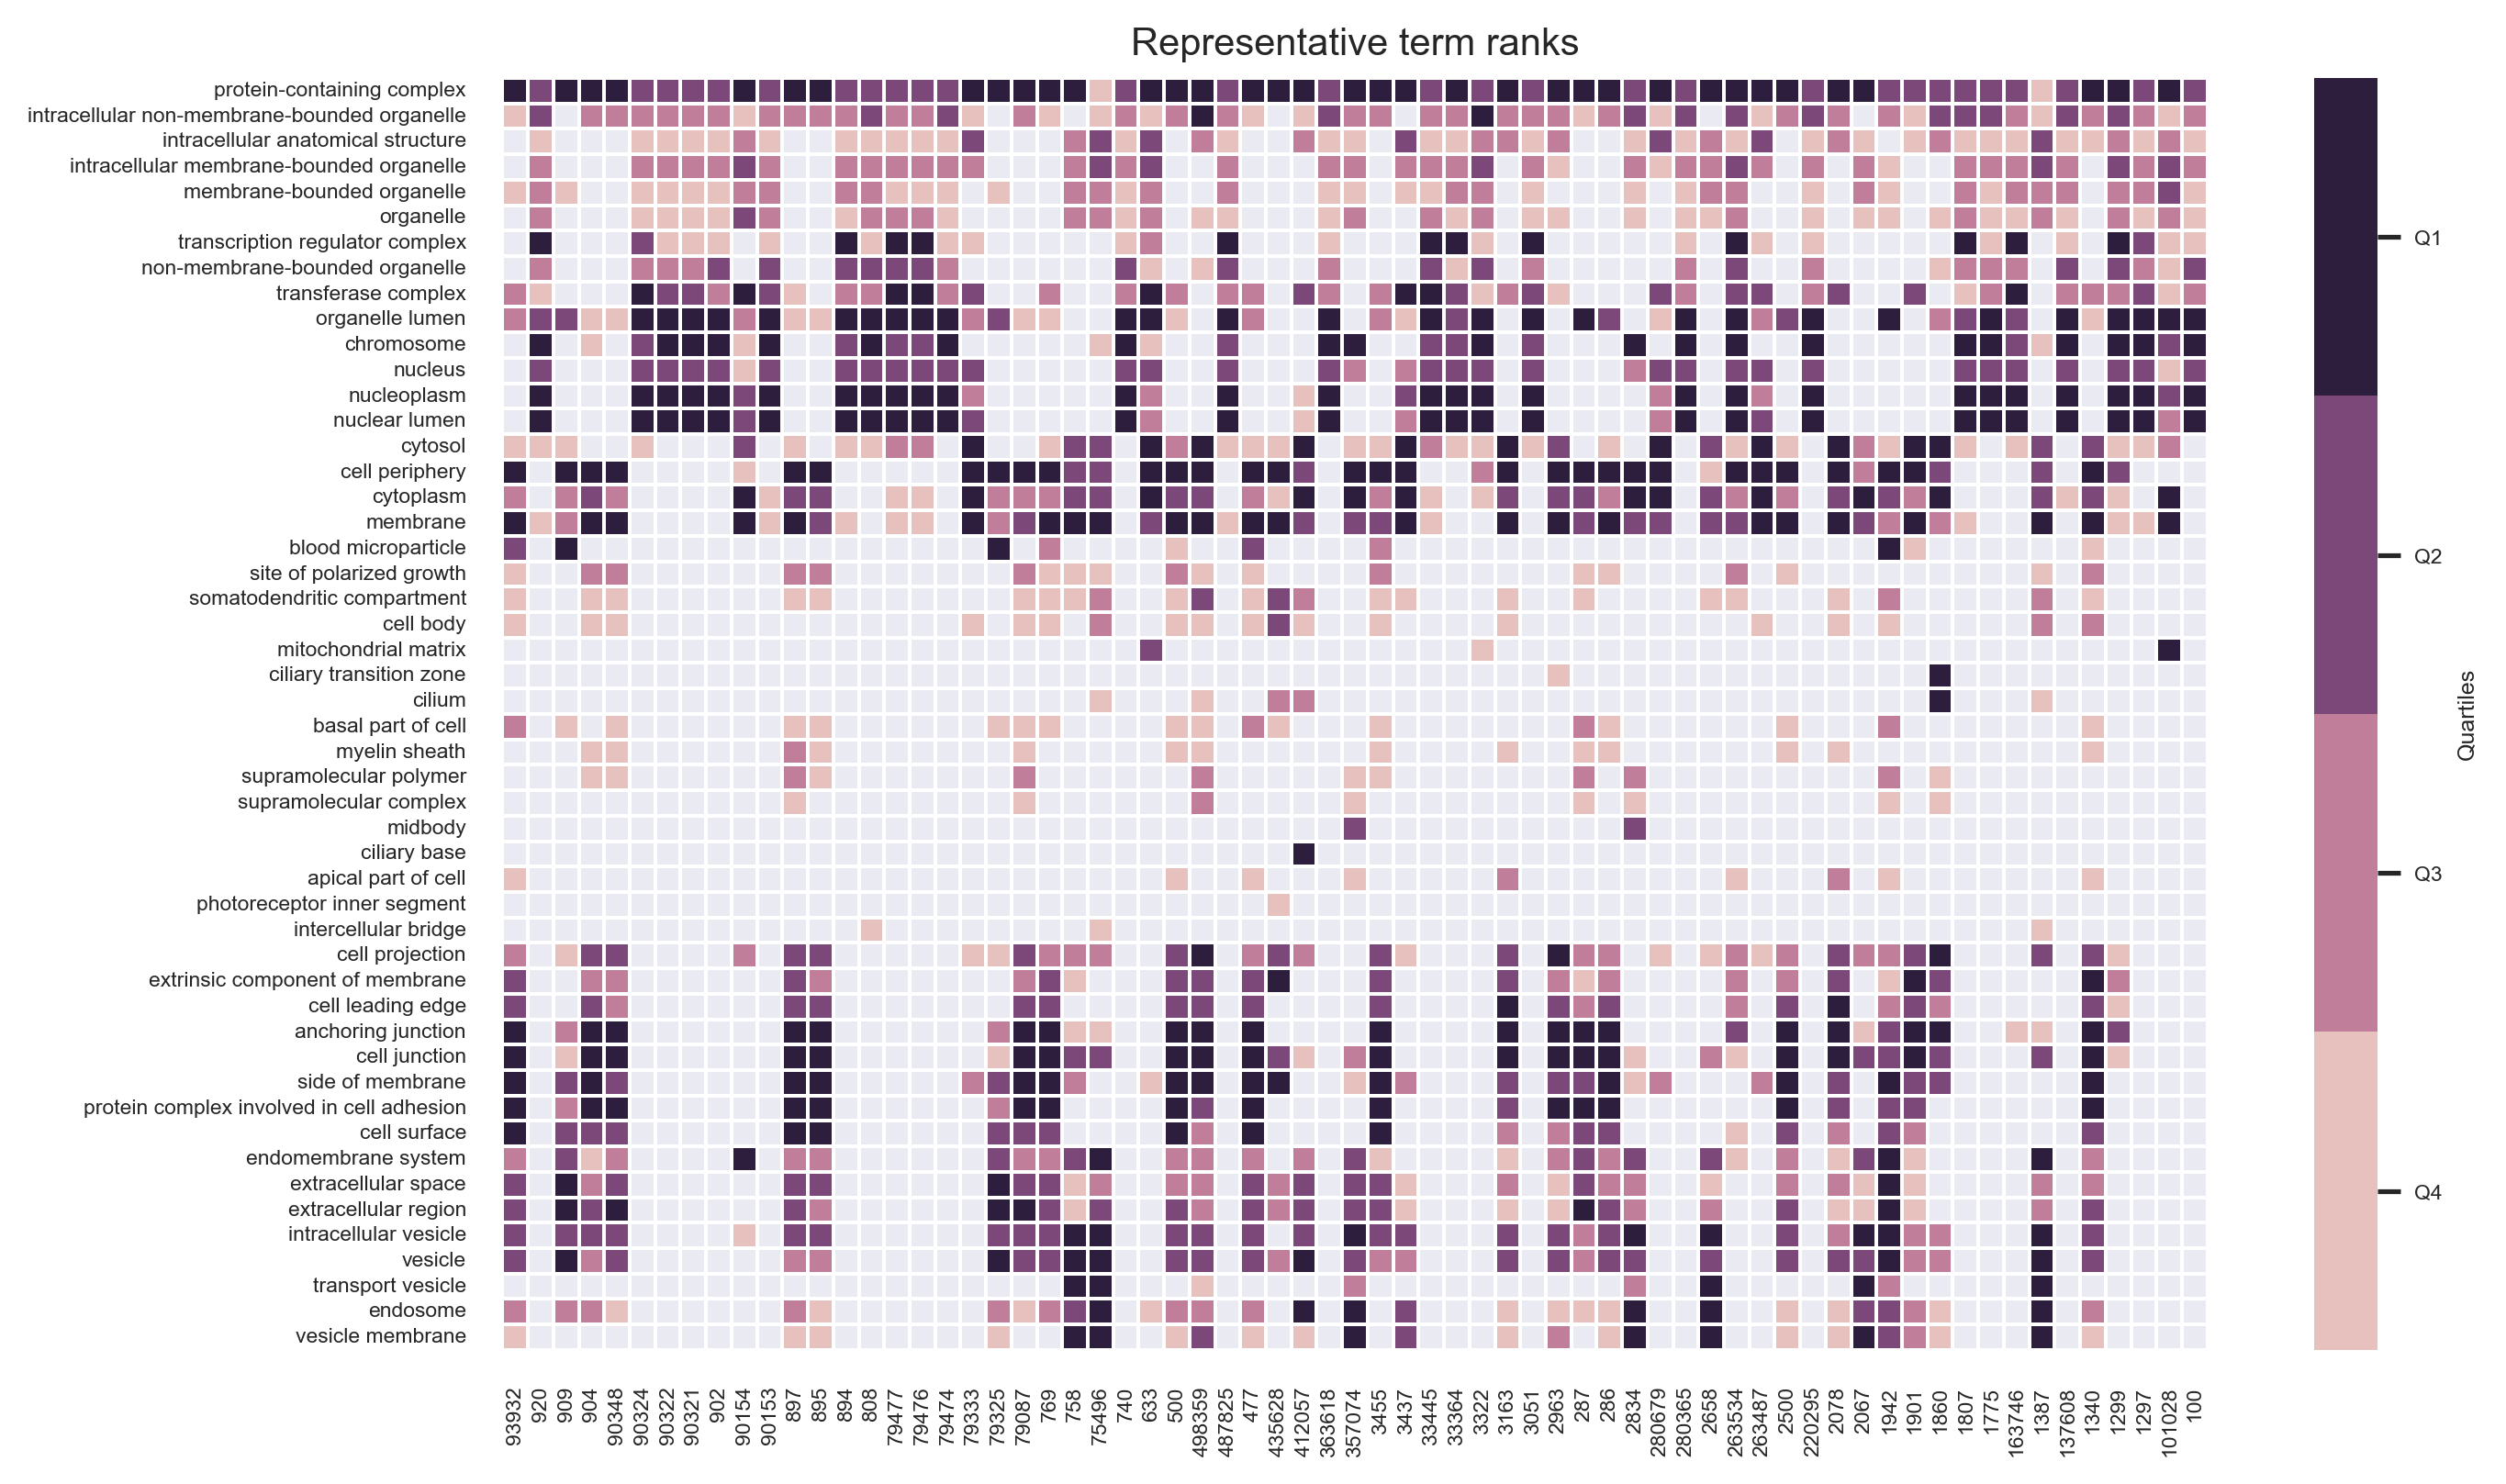 Representative term ranks
protein-containing complex
intracellular non-membrane-bounded organelle
intracellular anatomical structure
intracellular membrane-bounded organelle
membrane-bounded organelle
organelle
transcription regulator complex
non-membrane-bounded organelle
transferase complex
organelle lumen
chromosome
nucleus
nucleoplasm
nuclear lumen
cytosol
cell periphery
cytoplasm
membrane
blood microparticle
site of polarized growth
somatodendritic compartment
cell body
mitochondrial matrix
ciliary transition zone
cilium
basal part of cell
myelin sheath
supramolecular polymer
supramolecular complex
midbody
ciliary base
apical part of cell
photoreceptor inner segment
intercellular bridge
cell projection
extrinsic component of membrane
cell leading edge
anchoring junction
cell junction
side of membrane
protein complex involved in cell adhesion
cell surface
endomembrane system
extracellular space
extracellular region
intracellular vesicle
vesicle
transport vesicle
endosome
vesicle membrane
93932
920
909
904
90348
90324
90322
90321
902
90154
90153
897
895
894
808
79477
79476
79474
79333
79325
79087
769
758
75496
740
633
500
498359
487825
477
435628
412057
363618
357074
3455
3437
33445
33364
3322
3163
3051
2963
287
286
2834
280679
280365
2658
263534
263487
2500
220295
2078
2067
1942
1901
1860
1807
1775
163746
1387
137608
1340
1299
1297
101028
100
Q1
Q2
Q3
Q4
Quartiles